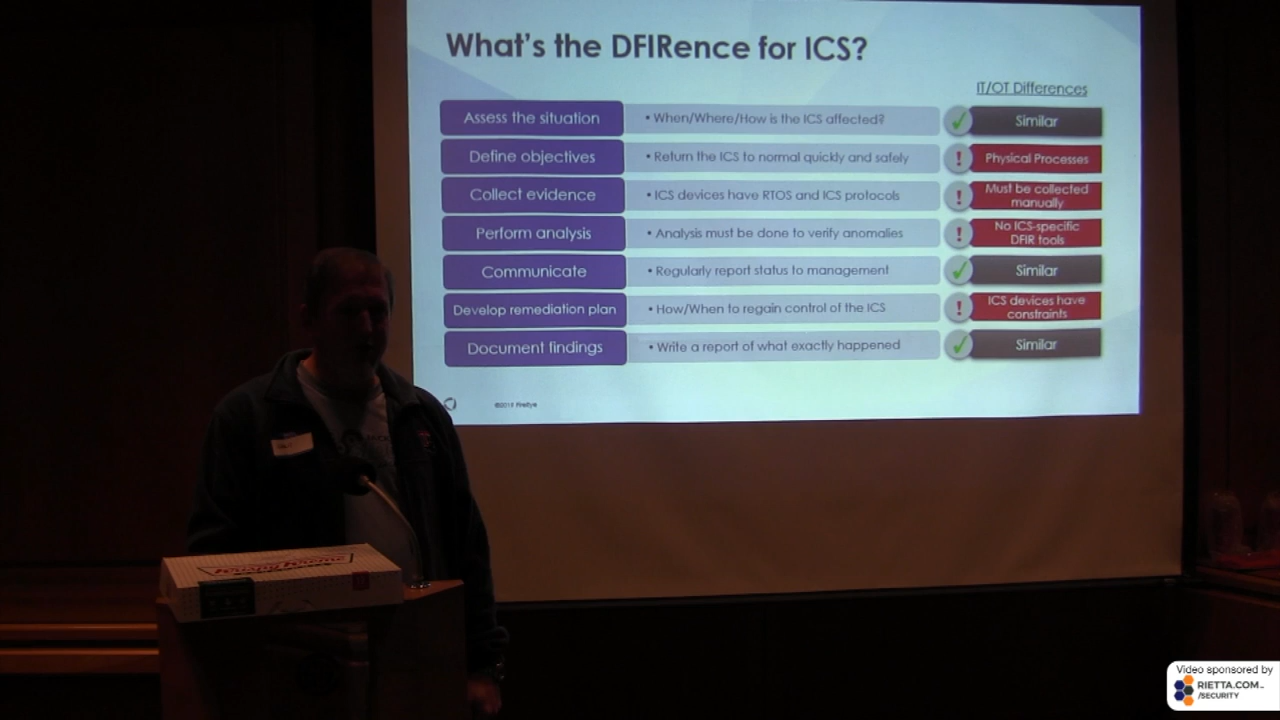 What's the DFIRence for ICS?
IT/OT Differences
Assess the situation
• When/Where/How is the ICS affected?
Similar
Define objectives
• Return the ICS to normal quickly and safely
Physical Processes
Collect evidence
• ICS devices have RTOS and ICS protocols
Must be collected
manually
Perform analysis
• Analysis must be done to verify anomalies
No ICS-specific
DFIR tools
Communicate
• Regularly report status to management
Similar
Develop remediation plan
• How/When to regain control of the ICS
ICS devices have
constraints
Document findings
• Write a report of what exactly happened
Similar
Krispy Kreme
Video sponsored by
RIETTA.COM
/SECURITY